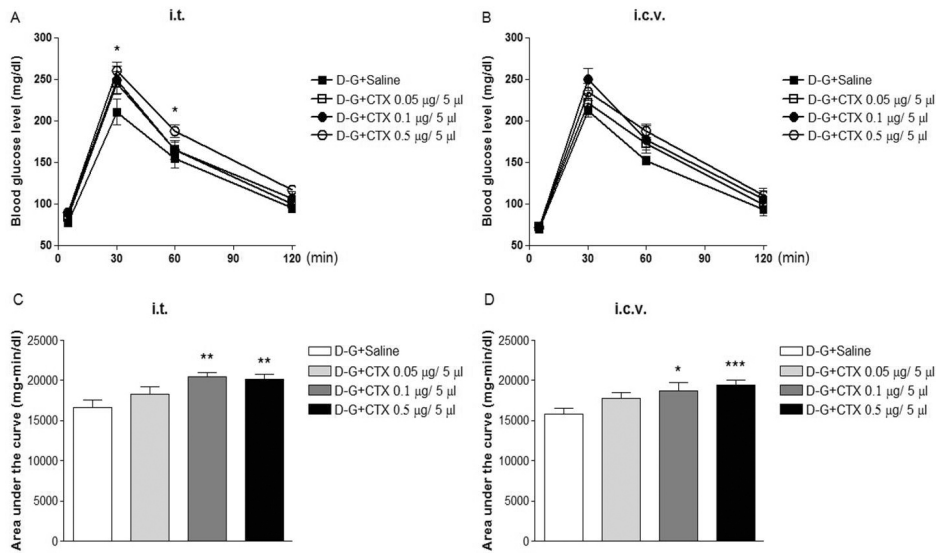 A
i.t.
Blood glucose level (mg/dl)
300
250
200
150
100
50
0
30
60
90
120
(min)
*
*
D-G+Saline
D-G+CTX 0.05 µg/ 5 µl
D-G+CTX 0.1 µg/ 5 µl
D-G+CTX 0.5 µg/ 5 µl
B
i.c.v.
Blood glucose level (mg/dl)
300
250
200
150
100
50
0
30
60
90
120
(min)
D-G+Saline
D-G+CTX 0.05 µg/ 5 µl
D-G+CTX 0.1 µg/ 5 µl
D-G+CTX 0.5 µg/ 5 µl
C
i.t.
Area under the curve (mg-min/dl)
25000
20000
15000
10000
5000
0
**
**
D-G+Saline
D-G+CTX 0.05 µg/ 5 µl
D-G+CTX 0.1 µg/ 5 µl
D-G+CTX 0.5 µg/ 5 µl
D
i.c.v.
Area under the curve (mg-min/dl)
25000
20000
15000
10000
5000
0
*
***
D-G+Saline
D-G+CTX 0.05 µg/ 5 µl
D-G+CTX 0.1 µg/ 5 µl
D-G+CTX 0.5 µg/ 5 µl